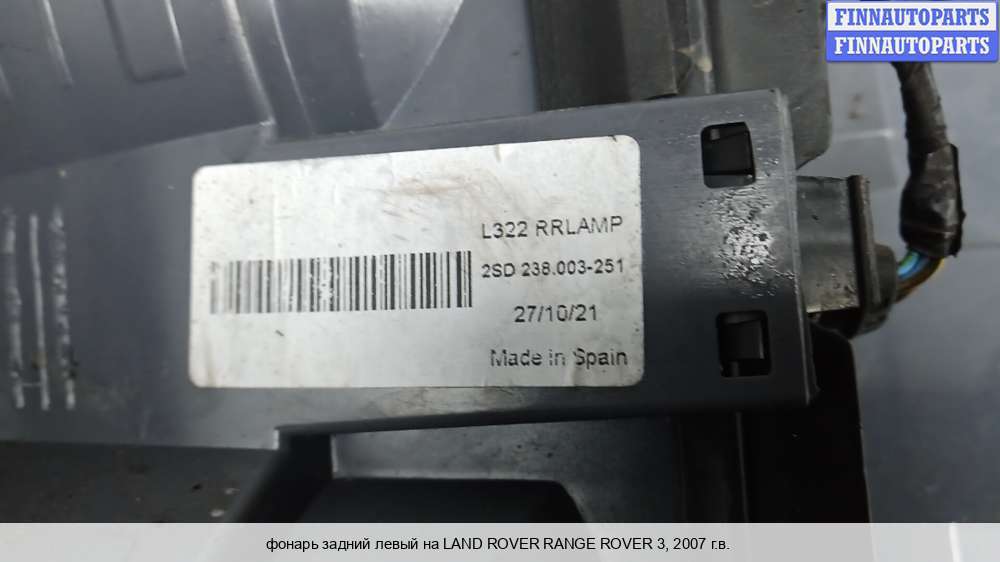 FINNAUTOPARTS
FINNAUTOPARTS
L322 RRLAMP
2SD 238.003-251
27/10/21
Made in Spain
фонарь задний левый на LAND ROVER RANGE ROVER 3, 2007 г.в.